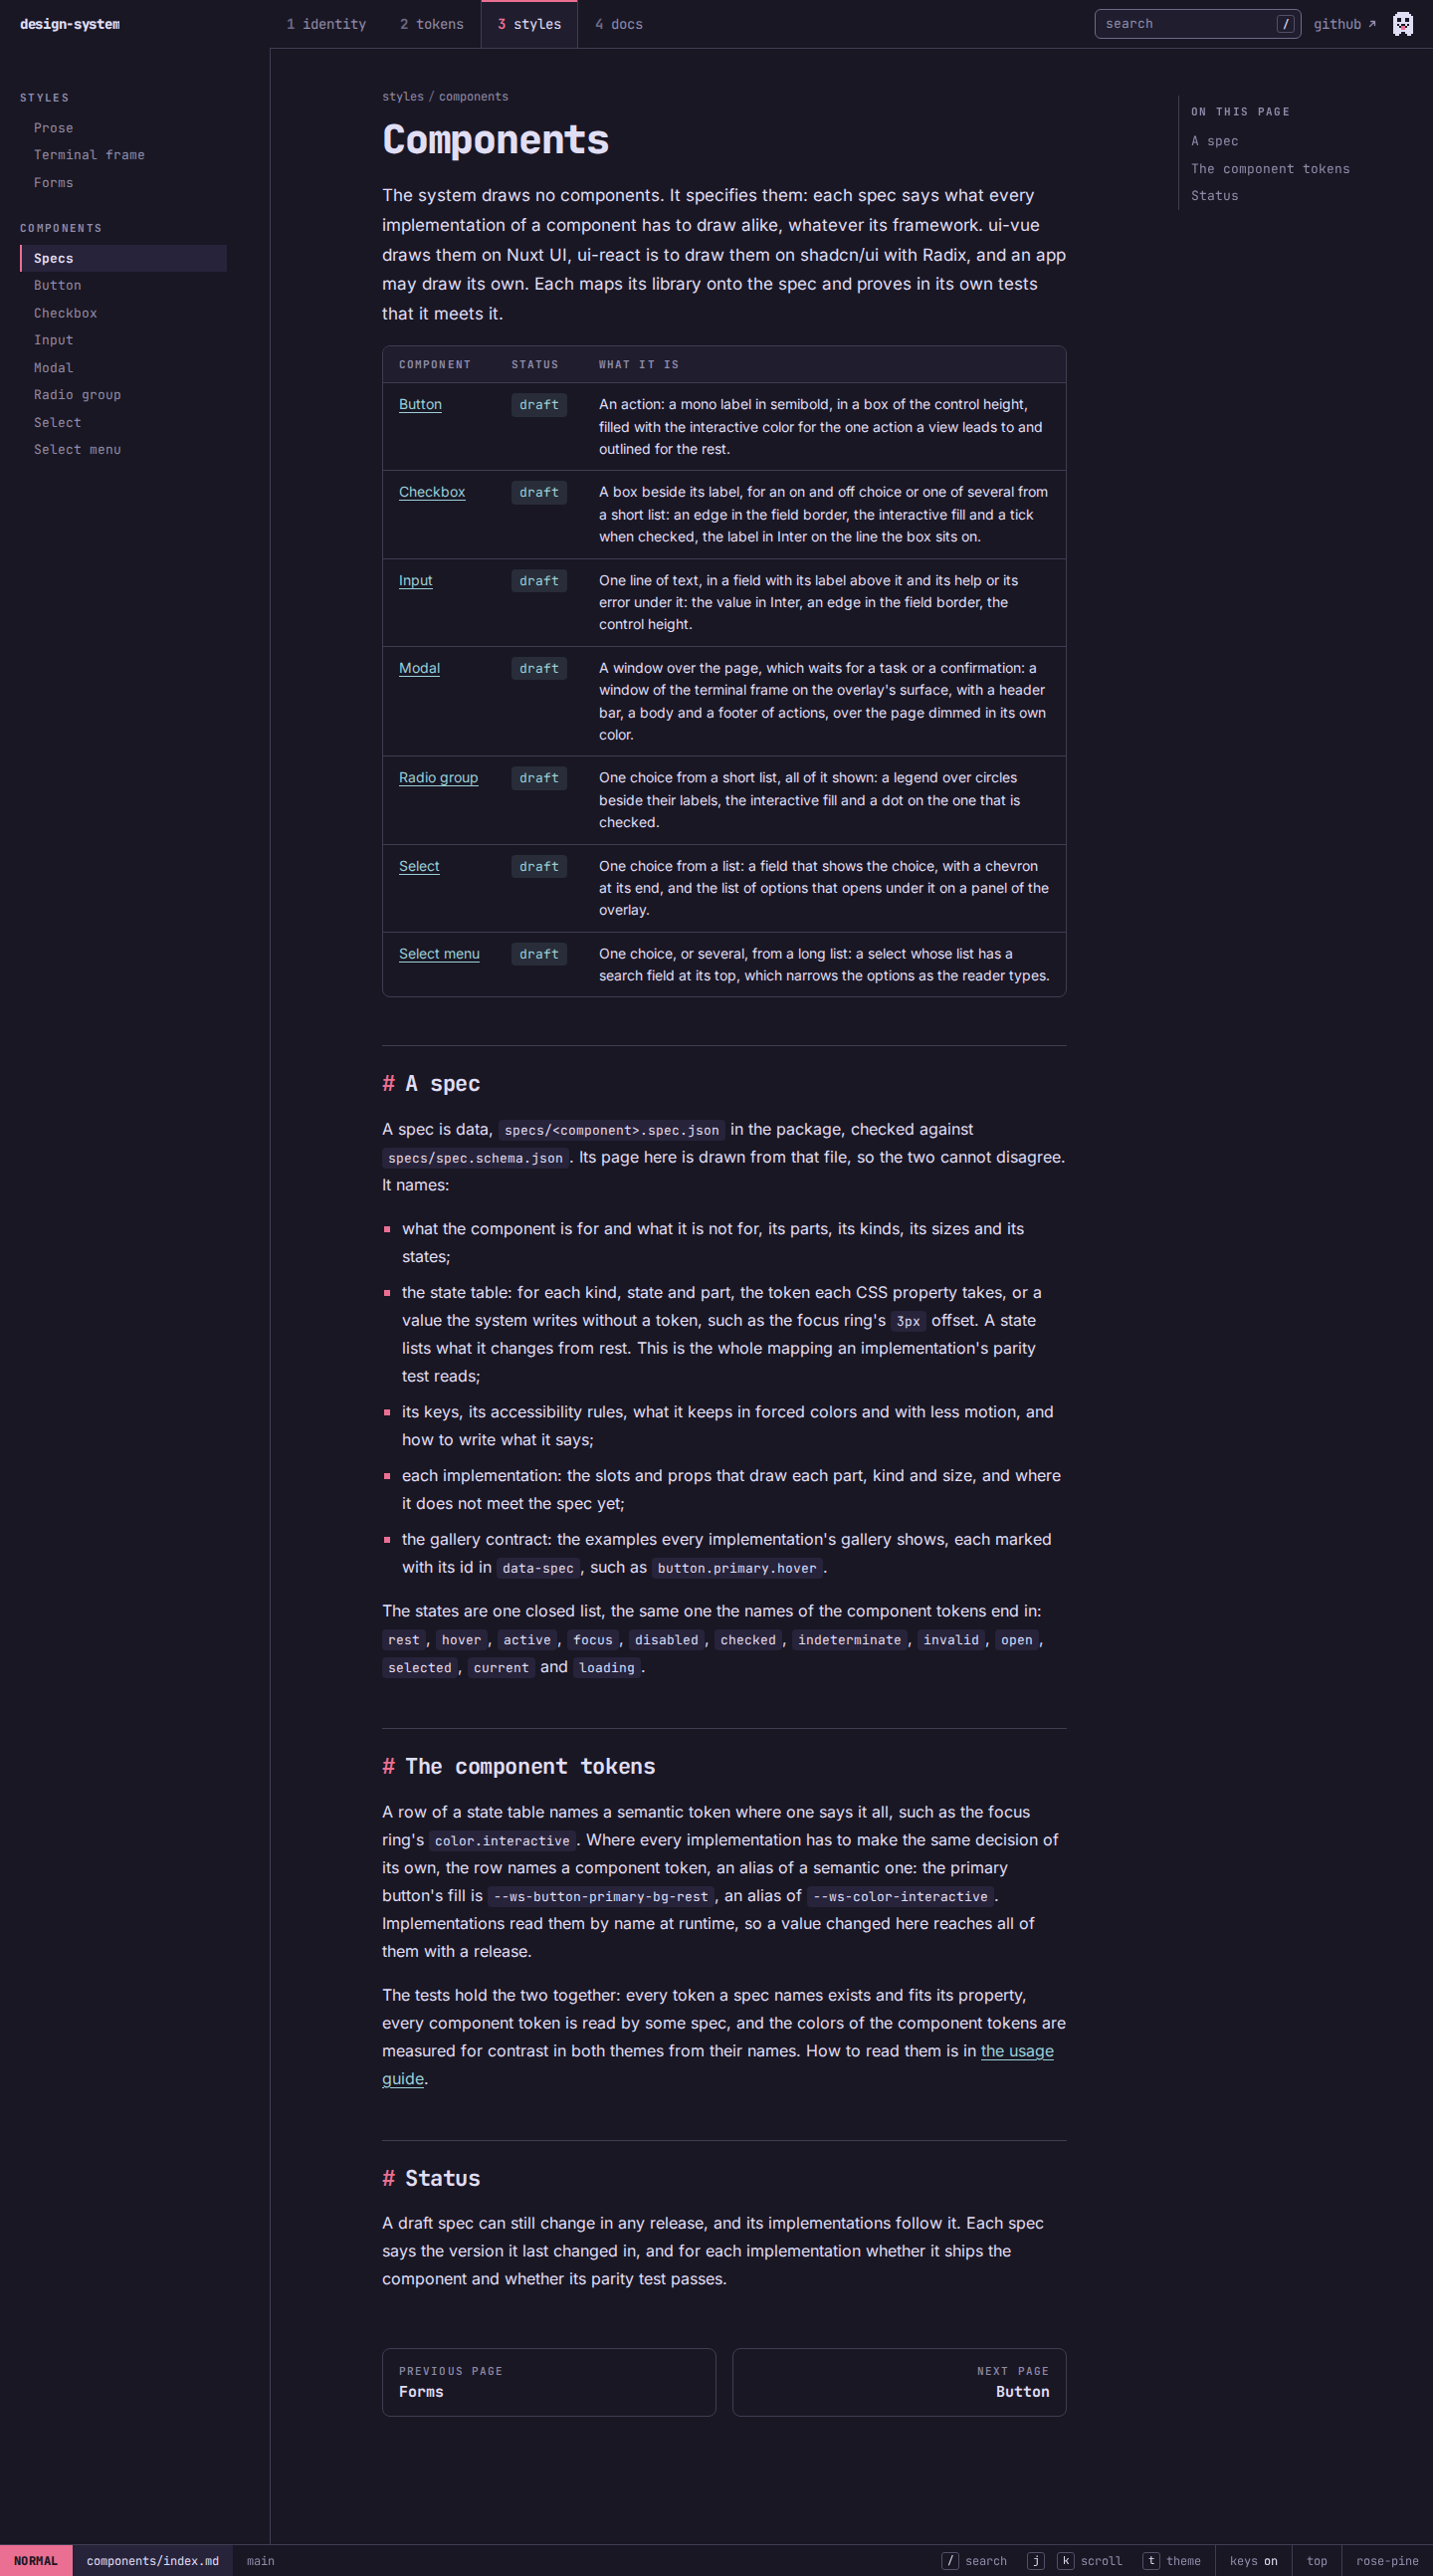 design-system
1 identity
2 tokens
3 styles
4 docs
search /
github ↗
STYLES
Prose
Terminal frame
Forms
COMPONENTS
Specs
Button
Checkbox
Input
Modal
Radio group
Select
Select menu
styles / components
Components
The system draws no components. It specifies them: each spec says what every
implementation of a component has to draw alike, whatever its framework. ui-vue
draws them on Nuxt UI, ui-react is to draw them on shadcn/ui with Radix, and an app
may draw its own. Each maps its library onto the spec and proves in its own tests
that it meets it.
COMPONENT STATUS WHAT IT IS
Button draft An action: a mono label in semibold, in a box of the control height,
filled with the interactive color for the one action a view leads to and
outlined for the rest.
Checkbox draft A box beside its label, for an on and off choice or one of several from
a short list: an edge in the field border, the interactive fill and a tick
when checked, the label in Inter on the line the box sits on.
Input draft One line of text, in a field with its label above it and its help or its
error under it: the value in Inter, an edge in the field border, the
control height.
Modal draft A window over the page, which waits for a task or a confirmation: a
window of the terminal frame on the overlay's surface, with a header
bar, a body and a footer of actions, over the page dimmed in its own
color.
Radio group draft One choice from a short list, all of it shown: a legend over circles
beside their labels, the interactive fill and a dot on the one that is
checked.
Select draft One choice from a list: a field that shows the choice, with a chevron
at its end, and the list of options that opens under it on a panel of the
overlay.
Select menu draft One choice, or several, from a long list: a select whose list has a
search field at its top, which narrows the options as the reader types.
# A spec
A spec is data, specs/<component>.spec.json in the package, checked against
specs/spec.schema.json. Its page here is drawn from that file, so the two cannot disagree.
It names:
what the component is for and what it is not for, its parts, its kinds, its sizes and its
states;
the state table: for each kind, state and part, the token each CSS property takes, or a
value the system writes without a token, such as the focus ring's 3px offset. A state
lists what it changes from rest. This is the whole mapping an implementation's parity
test reads;
its keys, its accessibility rules, what it keeps in forced colors and with less motion, and
how to write what it says;
each implementation: the slots and props that draw each part, kind and size, and where
it does not meet the spec yet;
the gallery contract: the examples every implementation's gallery shows, each marked
with its id in data-spec, such as button.primary.hover.
The states are one closed list, the same one the names of the component tokens end in:
rest, hover, active, focus, disabled, checked, indeterminate, invalid, open,
selected, current and loading.
# The component tokens
A row of a state table names a semantic token where one says it all, such as the focus
ring's color.interactive. Where every implementation has to make the same decision of
its own, the row names a component token, an alias of a semantic one: the primary
button's fill is --ws-button-primary-bg-rest, an alias of --ws-color-interactive.
Implementations read them by name at runtime, so a value changed here reaches all of
them with a release.
The tests hold the two together: every token a spec names exists and fits its property,
every component token is read by some spec, and the colors of the component tokens are
measured for contrast in both themes from their names. How to read them is in the usage
guide.
# Status
A draft spec can still change in any release, and its implementations follow it. Each spec
says the version it last changed in, and for each implementation whether it ships the
component and whether its parity test passes.
PREVIOUS PAGE
Forms
NEXT PAGE
Button
ON THIS PAGE
A spec
The component tokens
Status
NORMAL components/index.md main / search j k scroll t theme keys on top rose-pine